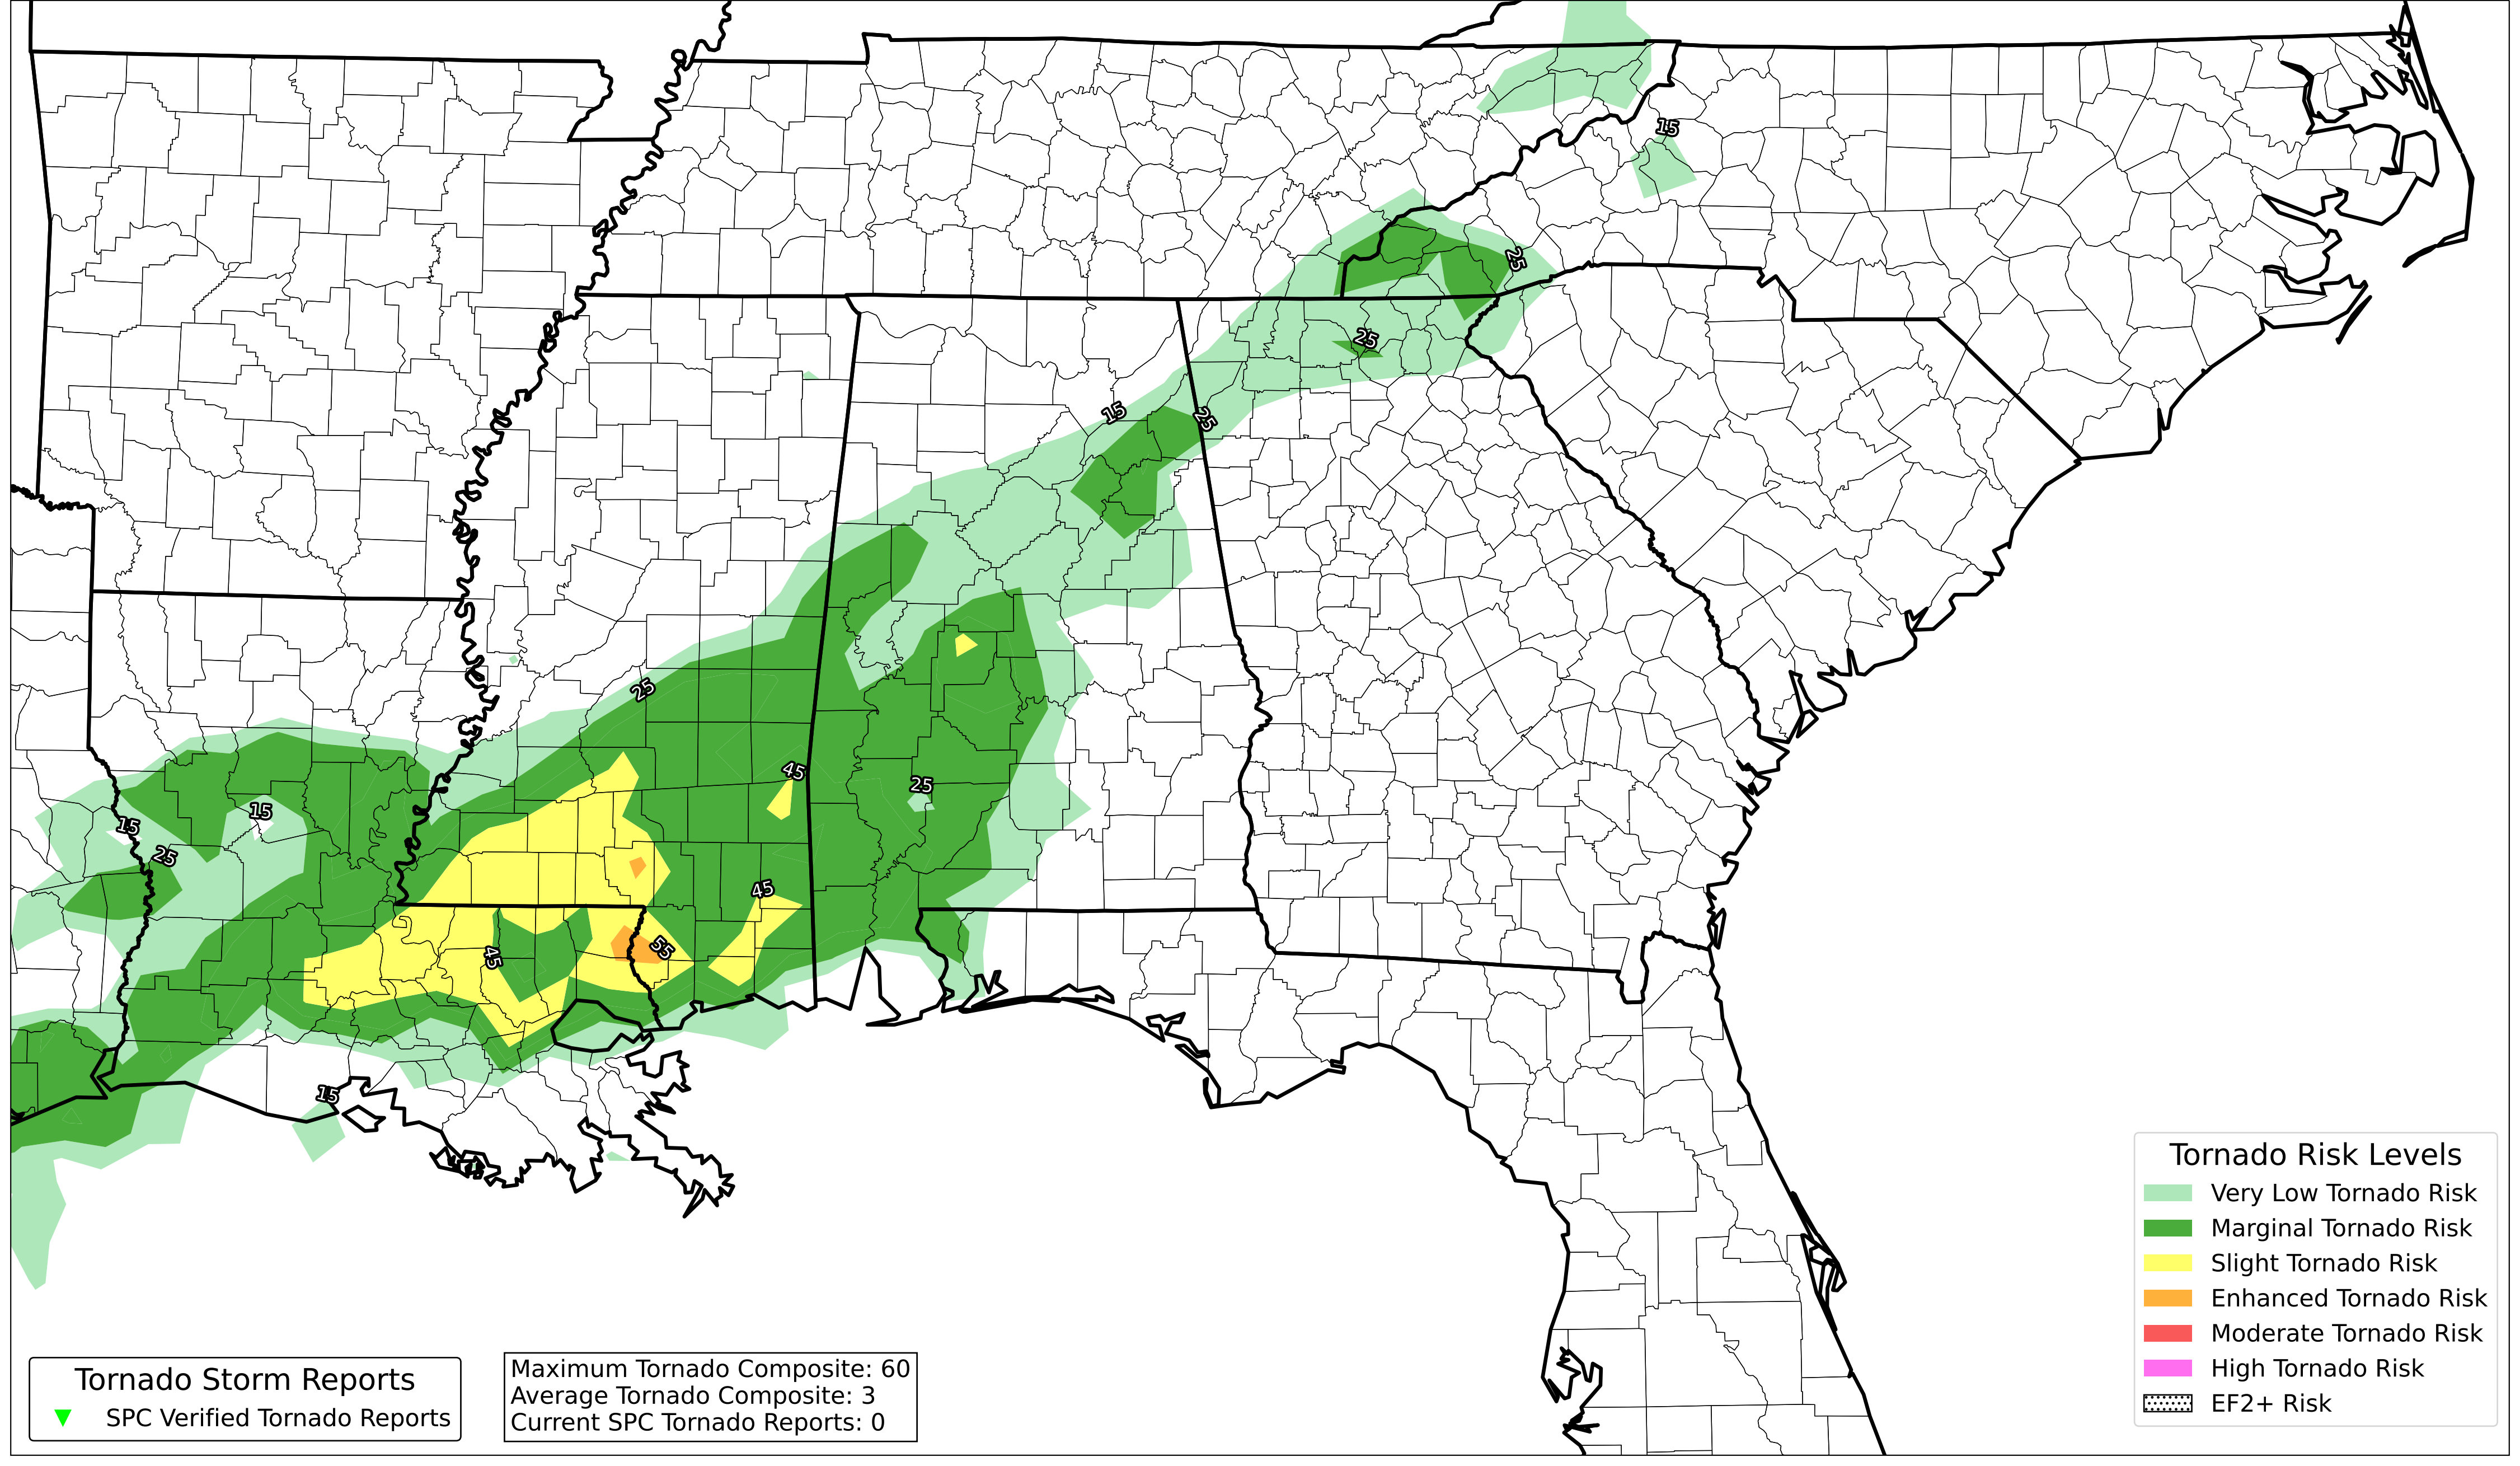 15
25
25
15
25
25
45
25
15
15
25
45
45
55
15
Tornado Risk Levels
Very Low Tornado Risk
Marginal Tornado Risk
Slight Tornado Risk
Enhanced Tornado Risk
Moderate Tornado Risk
High Tornado Risk
EF2+ Risk
Tornado Storm Reports
SPC Verified Tornado Reports
Maximum Tornado Composite: 60
Average Tornado Composite: 3
Current SPC Tornado Reports: 0